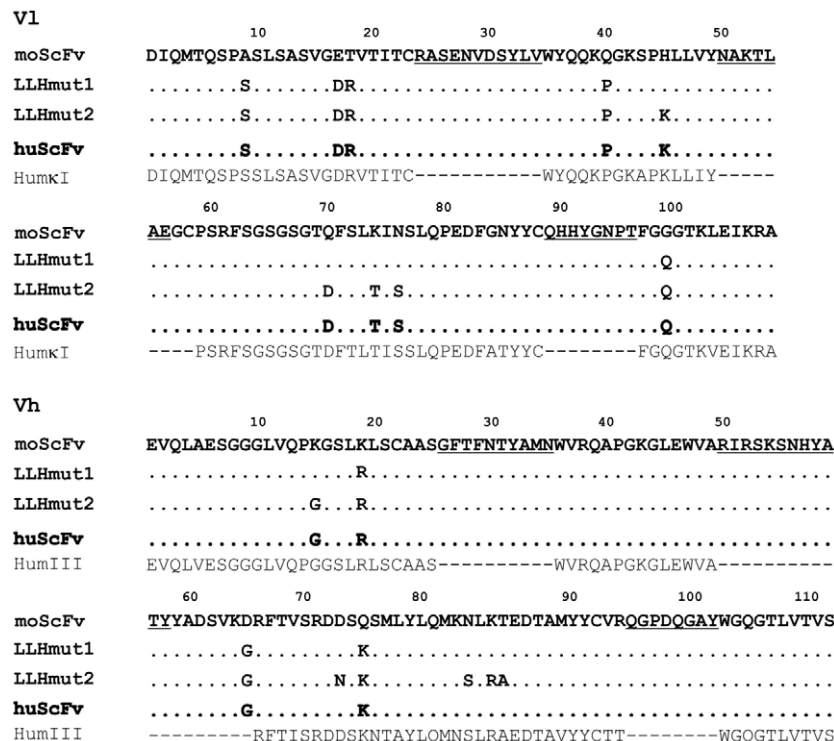 Vl
10 20 30 40 50
moScFv DIQMTQSPASLSASVGETVTITCRASENVDSYLVWYQQKQGKSPHLLVYNAKTL
LLHmut1 ........S.......DR.....................P..............
LLHmut2 ........S.......DR.....................P....K.........
huScFv ........S.......DR.....................P....K.........
HumκI DIQMTQSPSSLSASVGDRVTITC-----------WYQQKPGKAPKLLIY-----
60 70 80 90 100
moScFv AEGCPSRFSGSGSGTQFSLKINSLQPEDFGNYYCQHHYGNPTFGGGTKLEIKRA
LLHmut1 ............................................Q.........
LLHmut2 ...............D...T.S......................Q.........
huScFv ...............D...T.S......................Q.........
HumκI ----PSRFSGSGSGTDFTLTISSLQPEDFATYYC--------FGQGTKVEIKRA
Vh
10 20 30 40 50
moScFv EVQLAESGGGLVQPKGSLKLSCAASGFTFNTYAMNWVRQAPGKGLEWVARIRSKSNHYA
LLHmut1 ..................R........................................
LLHmut2 ..............G...R........................................
huScFv ..............G...R........................................
HumIII EVQLVESGGGLVQPGGSLRLSCAAS----------WVRQAPGKGLEWVA----------
60 70 80 90 100 110
moScFv TYYADSVKDRFTVSRDDSQSMLYLQMKNLKTEDTAMYYCVRQGPDQGAYWGQGTLVTVS
LLHmut1 ........G.........K........................................
LLHmut2 ........G.......N.K........S.RA............................
huScFv ........G.........K........................................
HumIII ---------RFTISRDDSKNTAYLQMNSLRAEDTAVYYCTT--------WGQGTLVTVS